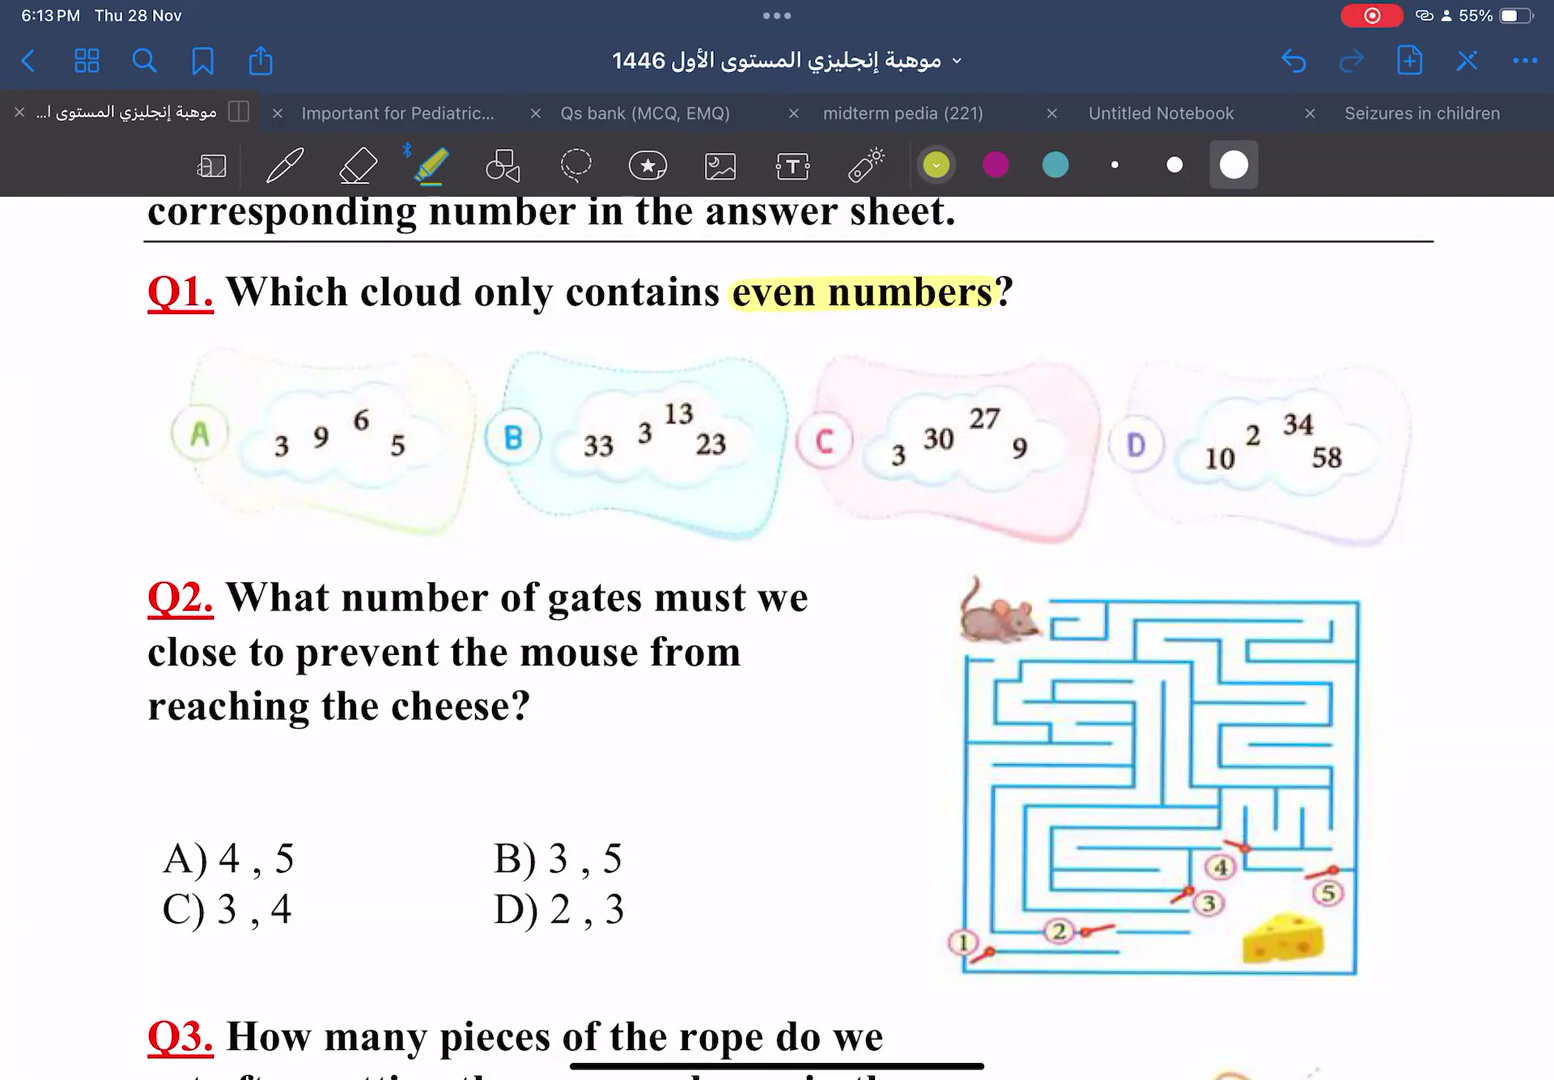 6:13 PM Thu 28 Nov
55%
موهبة إنجليزي المستوى الأول 1446
موهبة إنجليزي المستوى ا...
Important for Pediatric...
Qs bank (MCQ, EMQ)
midterm pedia (221)
Untitled Notebook
Seizures in children
T
corresponding number in the answer sheet.
Q1. Which cloud only contains even numbers?
A 3 9 6 5
B 33 3 13 23
C 3 30 27 9
D 10 2 34 58
Q2. What number of gates must we
close to prevent the mouse from
reaching the cheese?
A) 4 , 5 B) 3 , 5
C) 3 , 4 D) 2 , 3
4
5
3
2
1
Q3. How many pieces of the rope do we